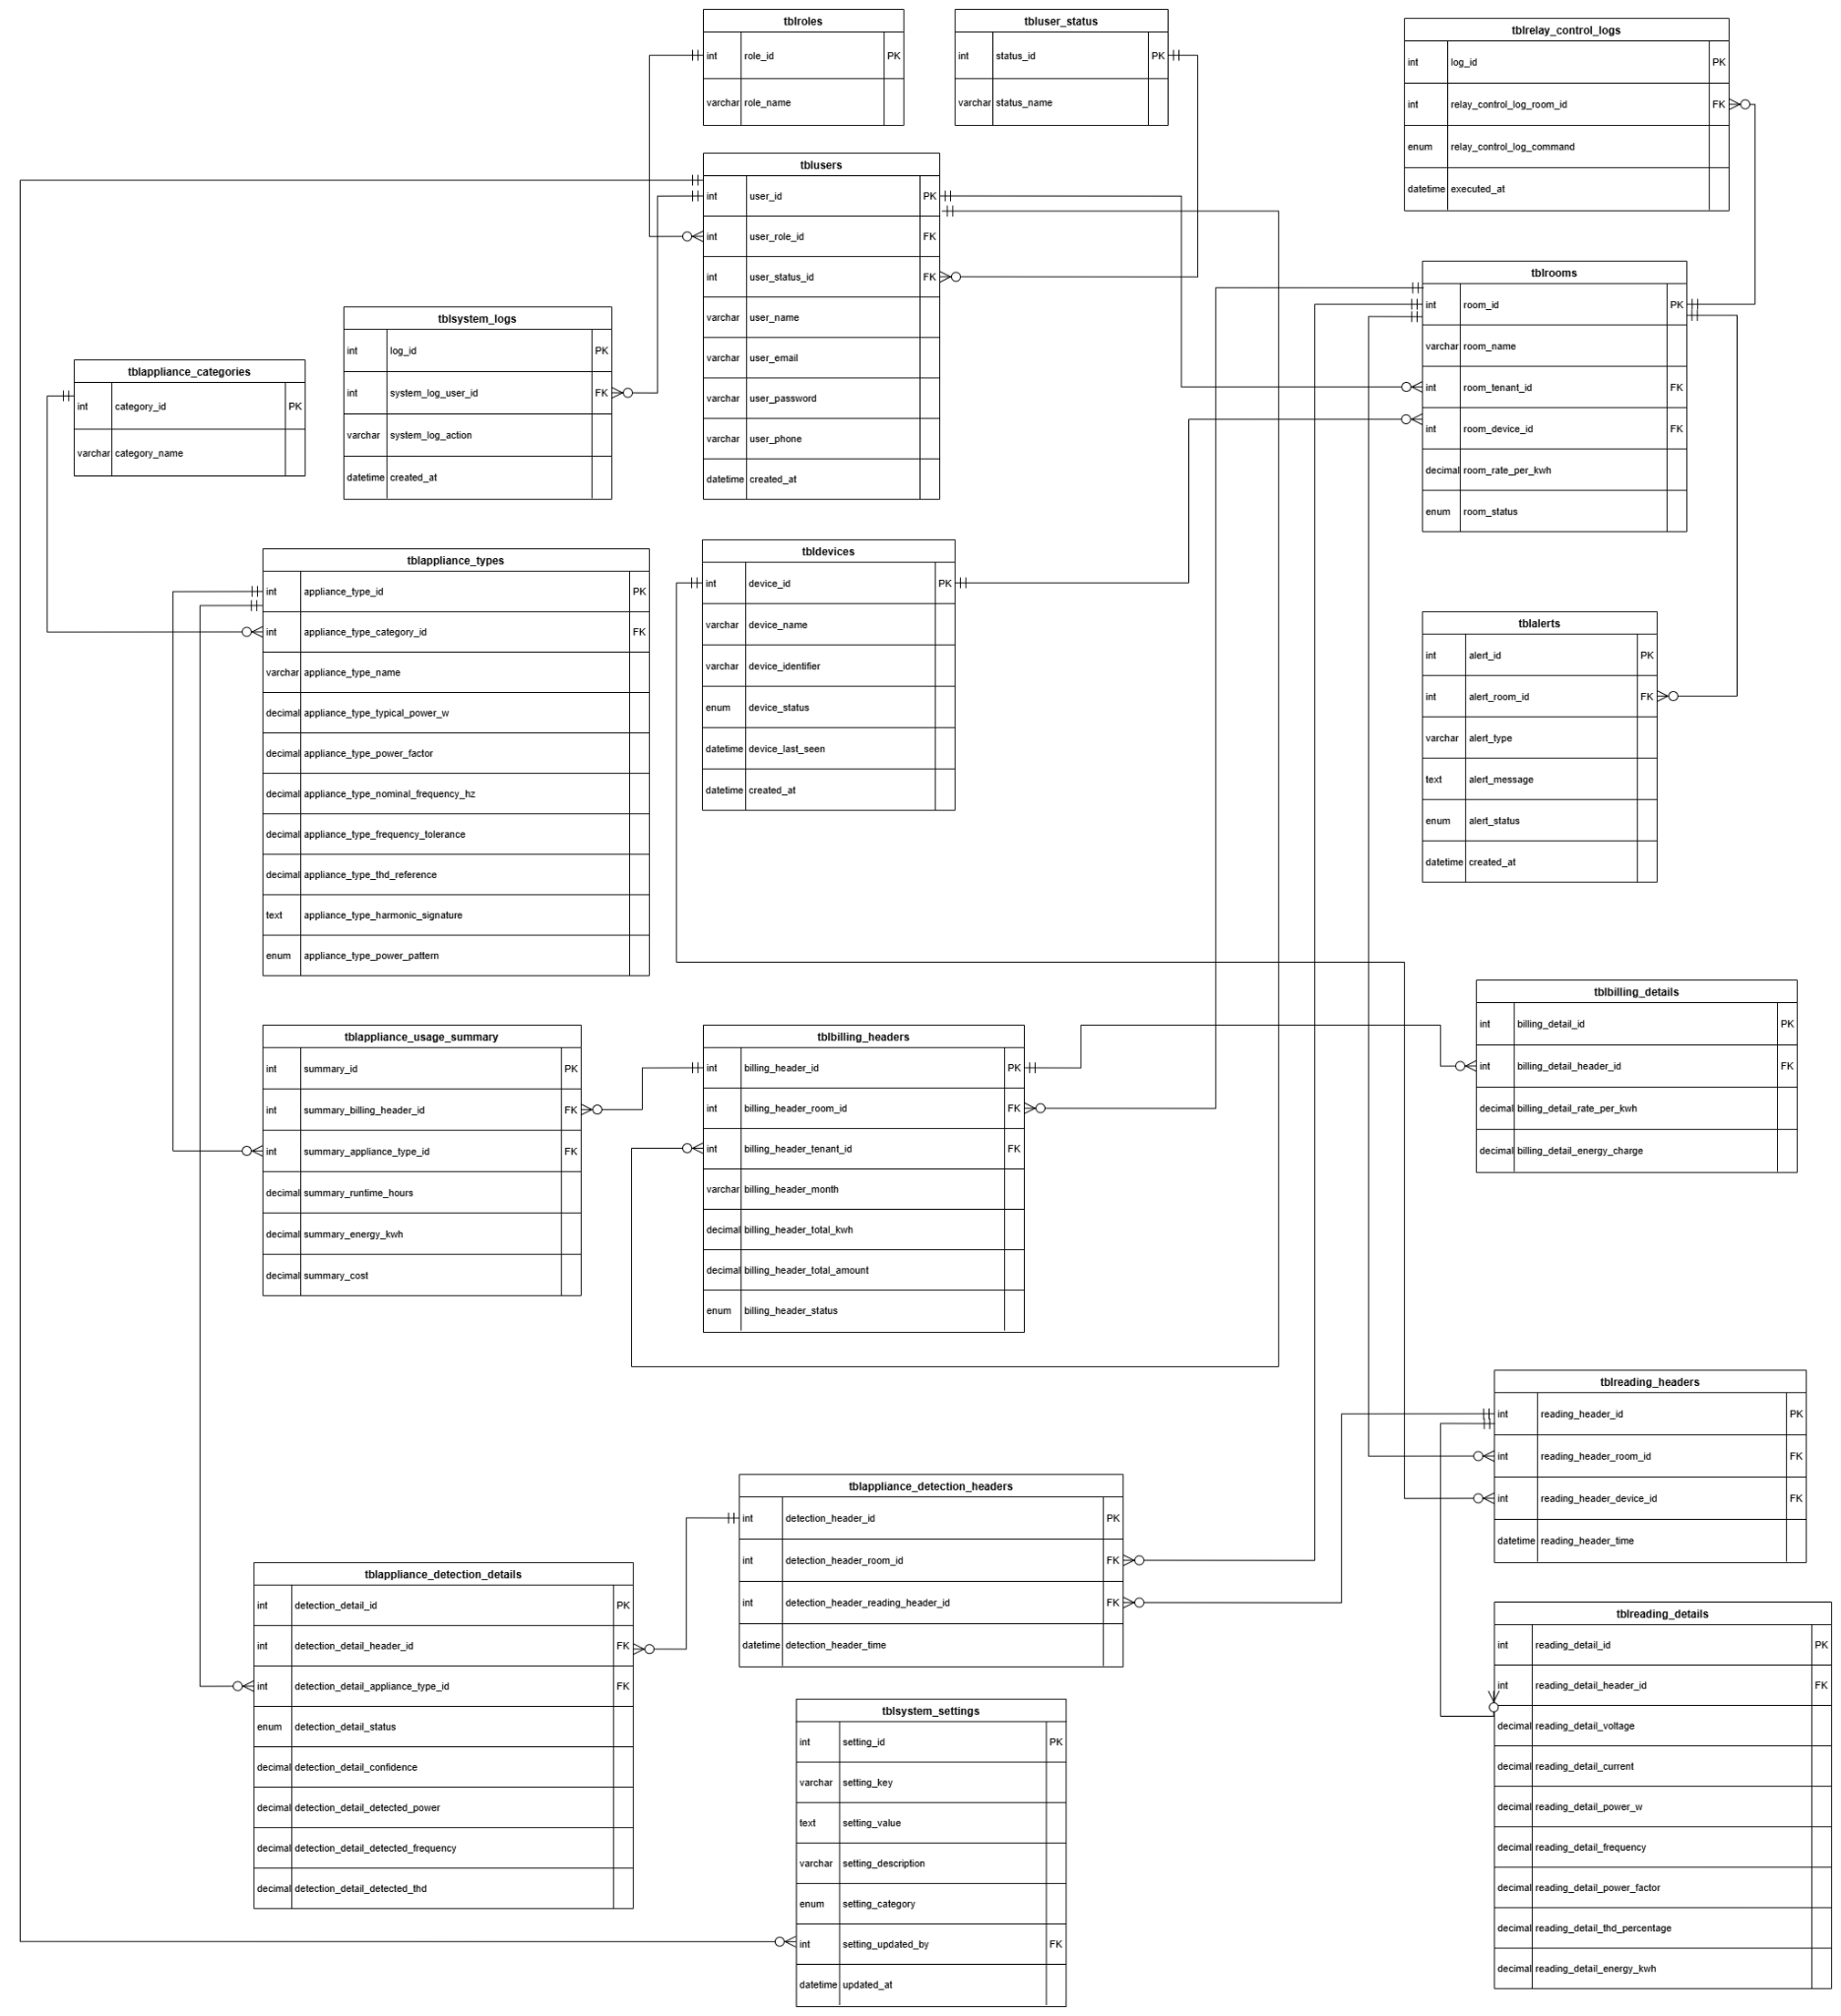 tblroles
int role_id PK
varchar role_name
tbluser_status
int status_id PK
varchar status_name
tblrelay_control_logs
int log_id PK
int relay_control_log_room_id FK
enum relay_control_log_command
datetime executed_at
tblusers
int user_id PK
int user_role_id FK
int user_status_id FK
varchar user_name
varchar user_email
varchar user_password
varchar user_phone
datetime created_at
tblrooms
int room_id PK
varchar room_name
int room_tenant_id FK
int room_device_id FK
decimal room_rate_per_kwh
enum room_status
tblsystem_logs
int log_id PK
int system_log_user_id FK
varchar system_log_action
datetime created_at
tblappliance_categories
int category_id PK
varchar category_name
tblappliance_types
int appliance_type_id PK
int appliance_type_category_id FK
varchar appliance_type_name
decimal appliance_type_typical_power_w
decimal appliance_type_power_factor
decimal appliance_type_nominal_frequency_hz
decimal appliance_type_frequency_tolerance
decimal appliance_type_thd_reference
text appliance_type_harmonic_signature
enum appliance_type_power_pattern
tbldevices
int device_id PK
varchar device_name
varchar device_identifier
enum device_status
datetime device_last_seen
datetime created_at
tblalerts
int alert_id PK
int alert_room_id FK
varchar alert_type
text alert_message
enum alert_status
datetime created_at
tblbilling_details
int billing_detail_id PK
int billing_detail_header_id FK
decimal billing_detail_rate_per_kwh
decimal billing_detail_energy_charge
tblappliance_usage_summary
int summary_id PK
int summary_billing_header_id FK
int summary_appliance_type_id FK
decimal summary_runtime_hours
decimal summary_energy_kwh
decimal summary_cost
tblbilling_headers
int billing_header_id PK
int billing_header_room_id FK
int billing_header_tenant_id FK
varchar billing_header_month
decimal billing_header_total_kwh
decimal billing_header_total_amount
enum billing_header_status
tblreading_headers
int reading_header_id PK
int reading_header_room_id FK
int reading_header_device_id FK
datetime reading_header_time
tblappliance_detection_headers
int detection_header_id PK
int detection_header_room_id FK
int detection_header_reading_header_id FK
datetime detection_header_time
tblappliance_detection_details
int detection_detail_id PK
int detection_detail_header_id FK
int detection_detail_appliance_type_id FK
enum detection_detail_status
decimal detection_detail_confidence
decimal detection_detail_detected_power
decimal detection_detail_detected_frequency
decimal detection_detail_detected_thd
tblreading_details
int reading_detail_id PK
int reading_detail_header_id FK
decimal reading_detail_voltage
decimal reading_detail_current
decimal reading_detail_power_w
decimal reading_detail_frequency
decimal reading_detail_power_factor
decimal reading_detail_thd_percentage
decimal reading_detail_energy_kwh
tblsystem_settings
int setting_id PK
varchar setting_key
text setting_value
varchar setting_description
enum setting_category
int setting_updated_by FK
datetime updated_at